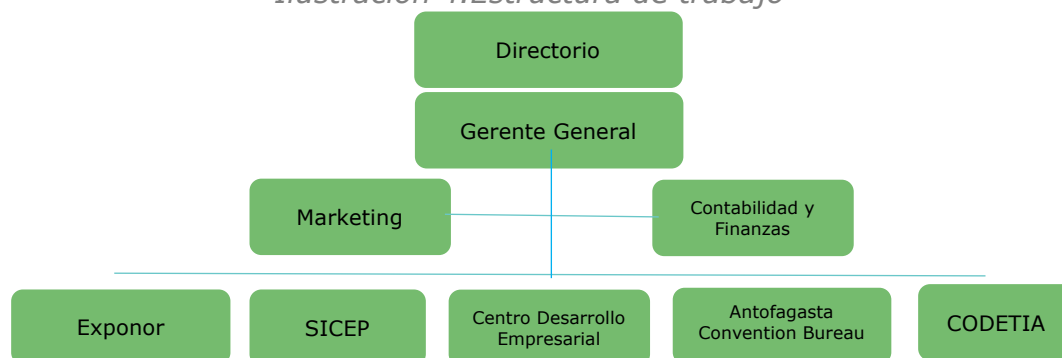 Directorio
Gerente General
Marketing
Contabilidad y
Finanzas
Exponor
SICEP
Centro Desarrollo
Empresarial
Antofagasta
Convention Bureau
CODETIA